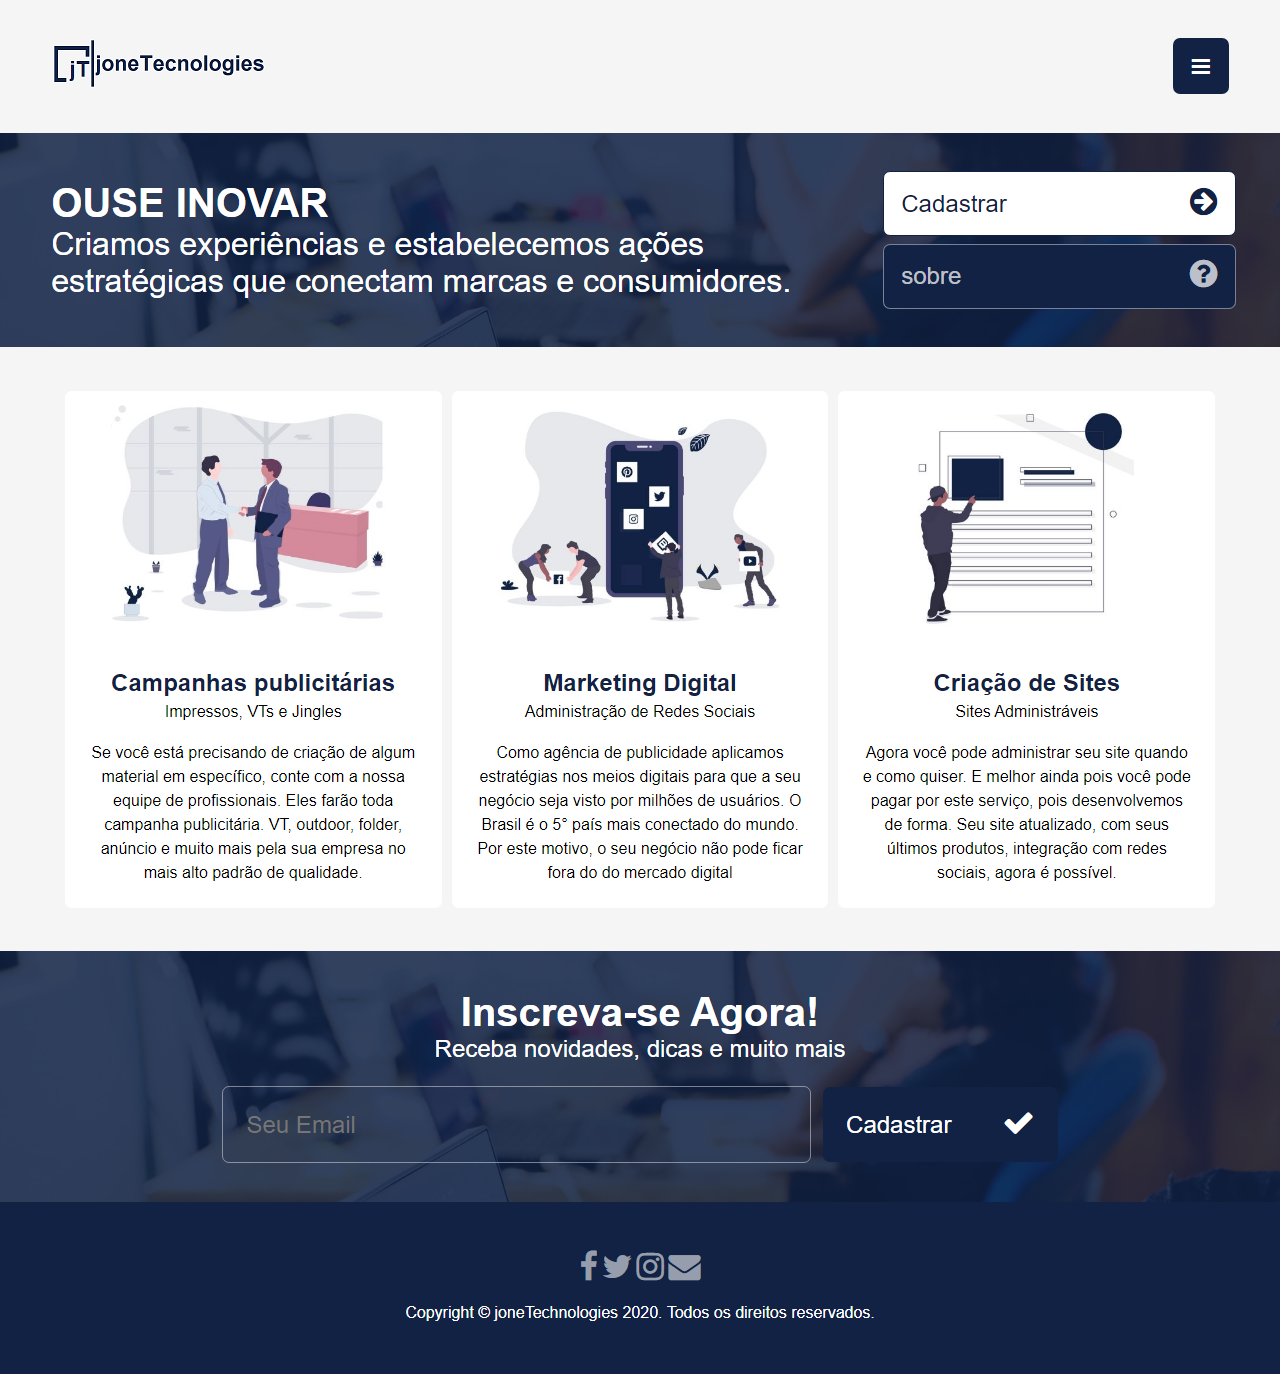 jT joneTecnologies
OUSE INOVAR
Criamos experiências e estabelecemos ações
estratégicas que conectam marcas e consumidores.
Cadastrar
sobre
Campanhas publicitárias
Impressos, VTs e Jingles
Se você está precisando de criação de algum
material em específico, conte com a nossa
equipe de profissionais. Eles farão toda
campanha publicitária. VT, outdoor, folder,
anúncio e muito mais pela sua empresa no
mais alto padrão de qualidade.
Marketing Digital
Administração de Redes Sociais
Como agência de publicidade aplicamos
estratégias nos meios digitais para que a seu
negócio seja visto por milhões de usuários. O
Brasil é o 5° país mais conectado do mundo.
Por este motivo, o seu negócio não pode ficar
fora do do mercado digital
Criação de Sites
Sites Administráveis
Agora você pode administrar seu site quando
e como quiser. E melhor ainda pois você pode
pagar por este serviço, pois desenvolvemos
de forma. Seu site atualizado, com seus
últimos produtos, integração com redes
sociais, agora é possível.
Inscreva-se Agora!
Receba novidades, dicas e muito mais
Seu Email
Cadastrar
Copyright © joneTechnologies 2020. Todos os direitos reservados.